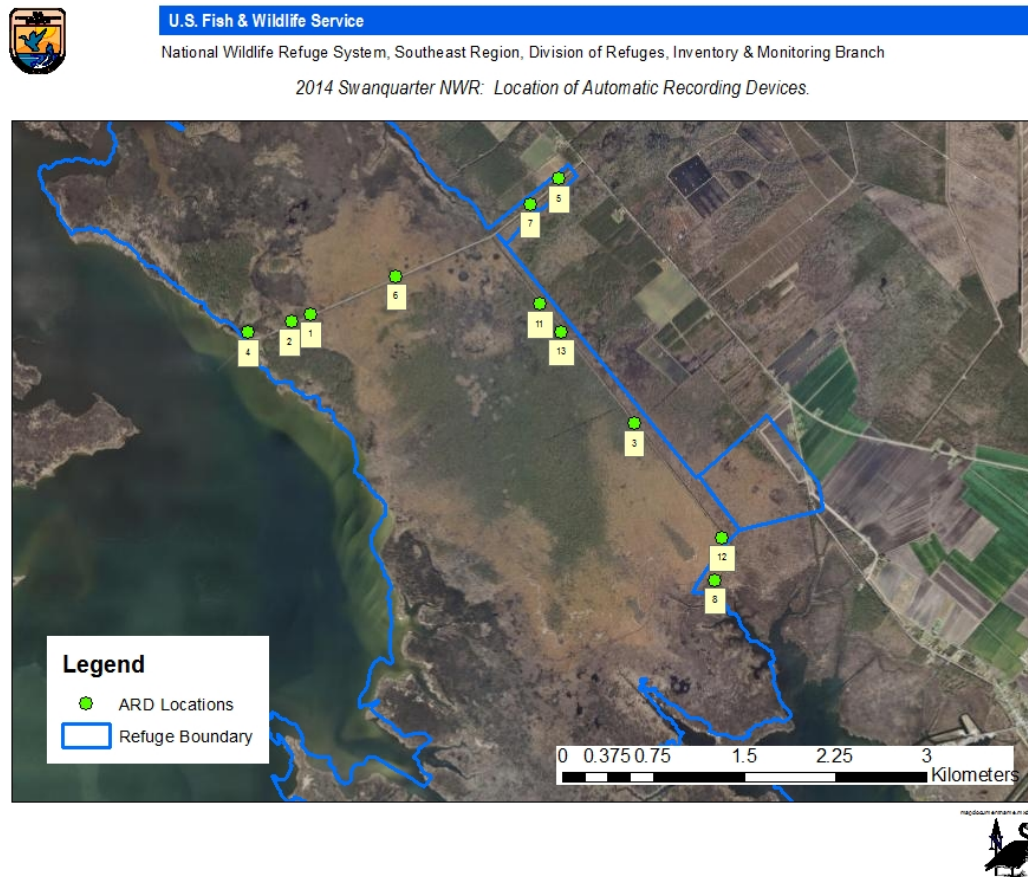 U.S. Fish & Wildlife Service
National Wildlife Refuge System, Southeast Region, Division of Refuges, Inventory & Monitoring Branch
2014 Swanquarter NWR: Location of Automatic Recording Devices.
5
7
6
11
1
2
13
4
3
12
8
Legend
ARD Locations
Refuge Boundary
0 0.375 0.75 1.5 2.25 3
Kilometers
N